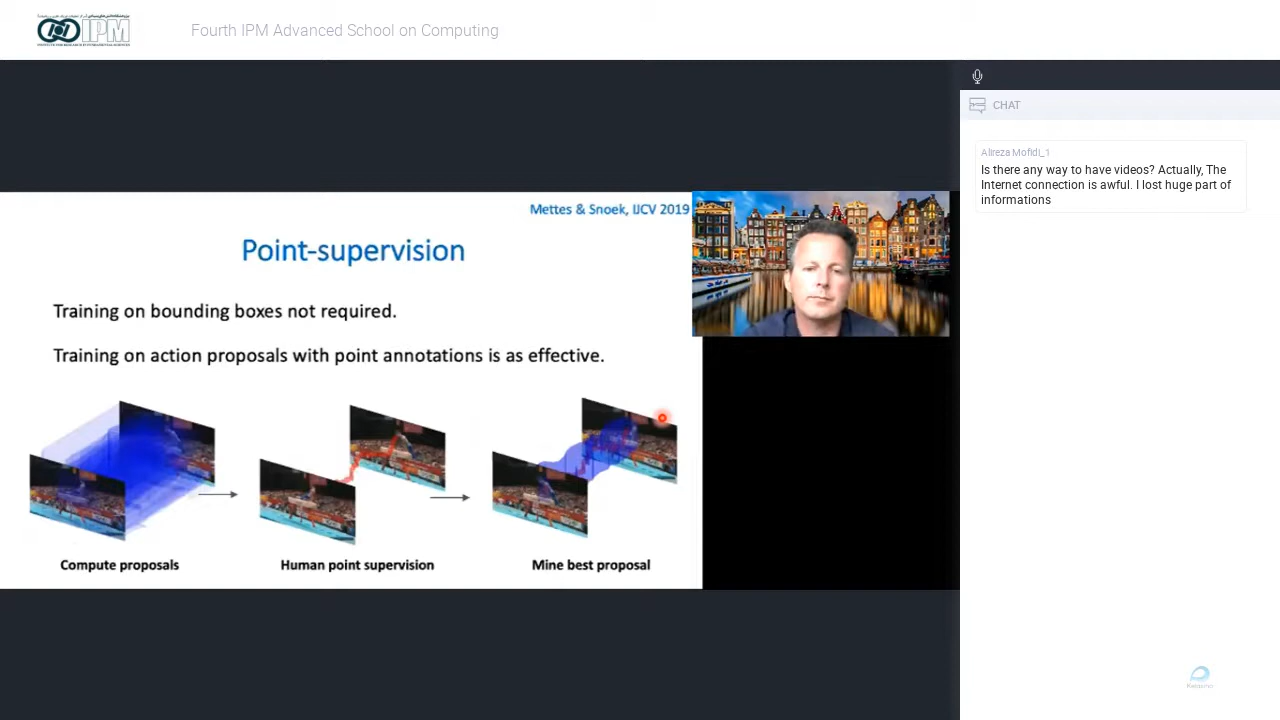 IPM
Fourth IPM Advanced School on Computing
CHAT
Alireza Mofidi_1
Is there any way to have videos? Actually, The
Internet connection is awful. I lost huge part of
informations
Mettes & Snoek, IJCV 2019
Point-supervision
Training on bounding boxes not required.
Training on action proposals with point annotations is as effective.
Compute proposals
Human point supervision
Mine best proposal